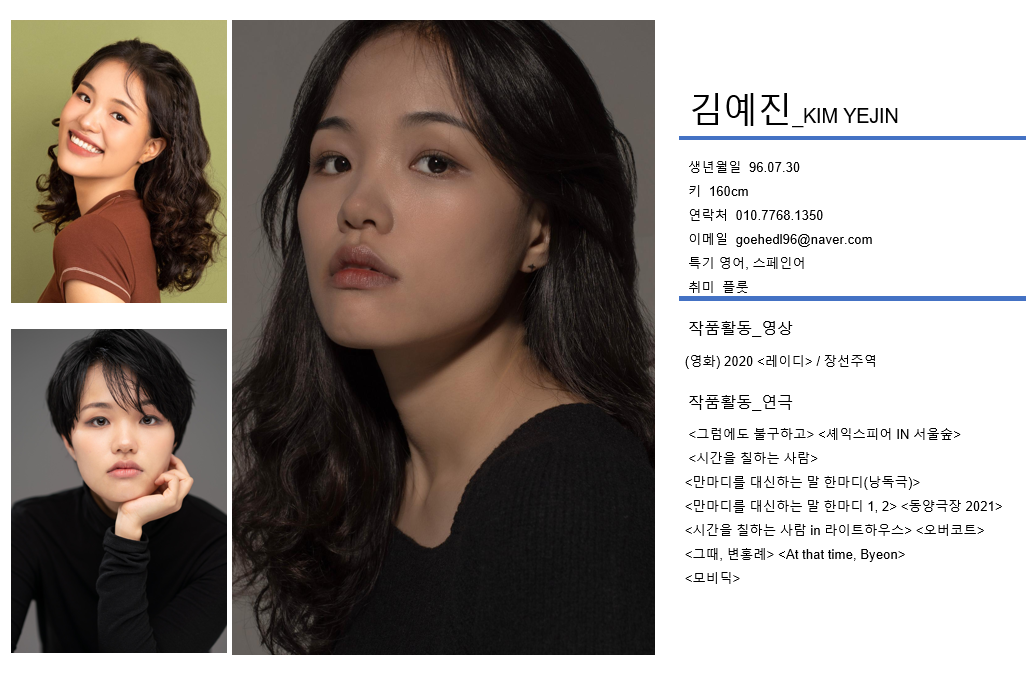 김예진_KIM YEJIN
생년월일 96.07.30
키 160cm
연락처 010.7768.1350
이메일 goehedl96@naver.com
특기 영어, 스페인어
취미 플룻
작품활동_영상
(영화) 2020 <레이디> / 장선주역
작품활동_연극
<그럼에도 불구하고> <셰익스피어 IN 서울숲>
<시간을 칠하는 사람>
<만마디를 대신하는 말 한마디(낭독극)>
<만마디를 대신하는 말 한마디 1, 2> <동양극장 2021>
<시간을 칠하는 사람 in 라이트하우스> <오버코트>
<그때, 변홍례> <At that time, Byeon>
<모비딕>